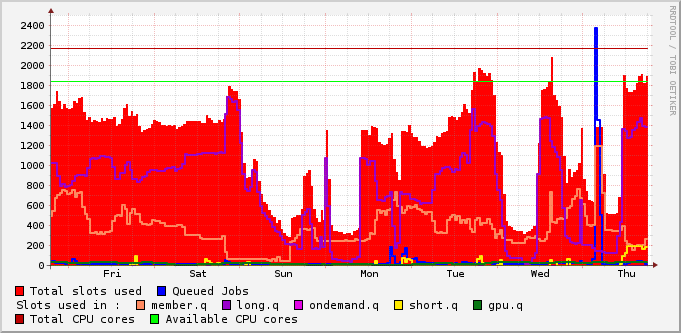 RRDTOOL / TOBI OETIKER
2400
2200
2000
1800
1600
1400
1200
1000
800
600
400
200
0
Fri Sat Sun Mon Tue Wed Thu
Total slots used Queued Jobs
Slots used in : member.q long.q ondemand.q short.q gpu.q
Total CPU cores Available CPU cores